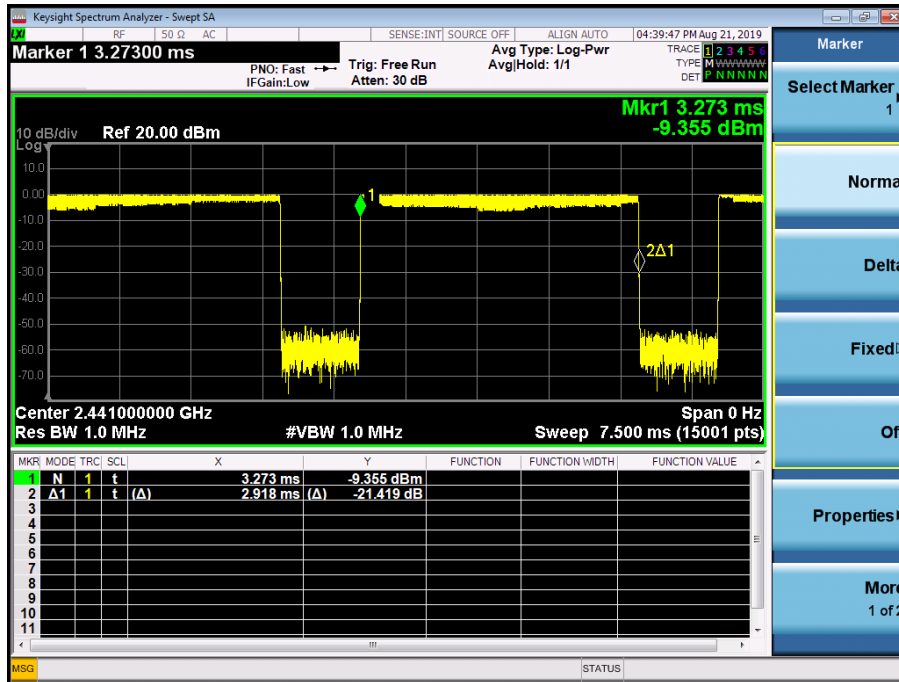 Keysight Spectrum Analyzer - Swept SA
LXI RF 50 Ω AC SENSE:INT SOURCE OFF ALIGN AUTO 04:39:47 PM Aug 21, 2019
Marker 1 3.27300 ms
PNO: Fast
IFGain:Low
Trig: Free Run
Atten: 30 dB
Avg Type: Log-Pwr
Avg|Hold: 1/1
TRACE 1 2 3 4 5 6
TYPE M W W W W W
DET P N N N N N
Mkr1 3.273 ms
-9.355 dBm
10 dB/div Ref 20.00 dBm
Log
10.0
0.00
-10.0
-20.0
-30.0
-40.0
-50.0
-60.0
-70.0
1
2Δ1
Center 2.441000000 GHz Span 0 Hz
Res BW 1.0 MHz #VBW 1.0 MHz Sweep 7.500 ms (15001 pts)
MKR MODE TRC SCL X Y FUNCTION FUNCTION WIDTH FUNCTION VALUE
1 N 1 t 3.273 ms -9.355 dBm
2 Δ1 1 t (Δ) 2.918 ms (Δ) -21.419 dB
3
4
5
6
7
8
9
10
11
MSG STATUS
Marker
Select Marker
1
Norma
Delta
Fixed
Of
Properties
More
1 of 2